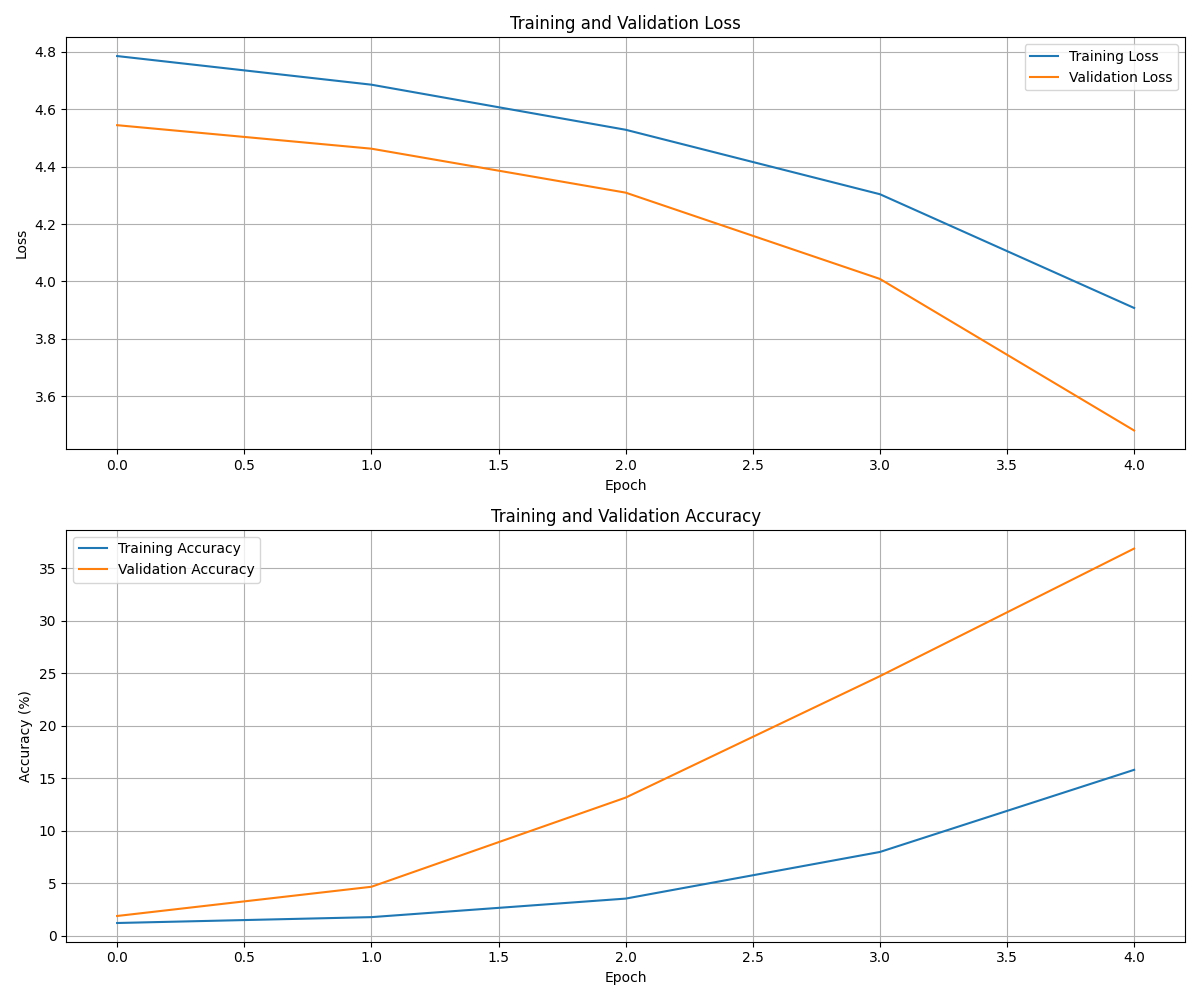 Training and Validation Loss
Training Loss
Validation Loss
Loss
4.8
4.6
4.4
4.2
4.0
3.8
3.6
0.0 0.5 1.0 1.5 2.0 2.5 3.0 3.5 4.0
Epoch
Training and Validation Accuracy
Training Accuracy
Validation Accuracy
Accuracy (%)
35
30
25
20
15
10
5
0
0.0 0.5 1.0 1.5 2.0 2.5 3.0 3.5 4.0
Epoch